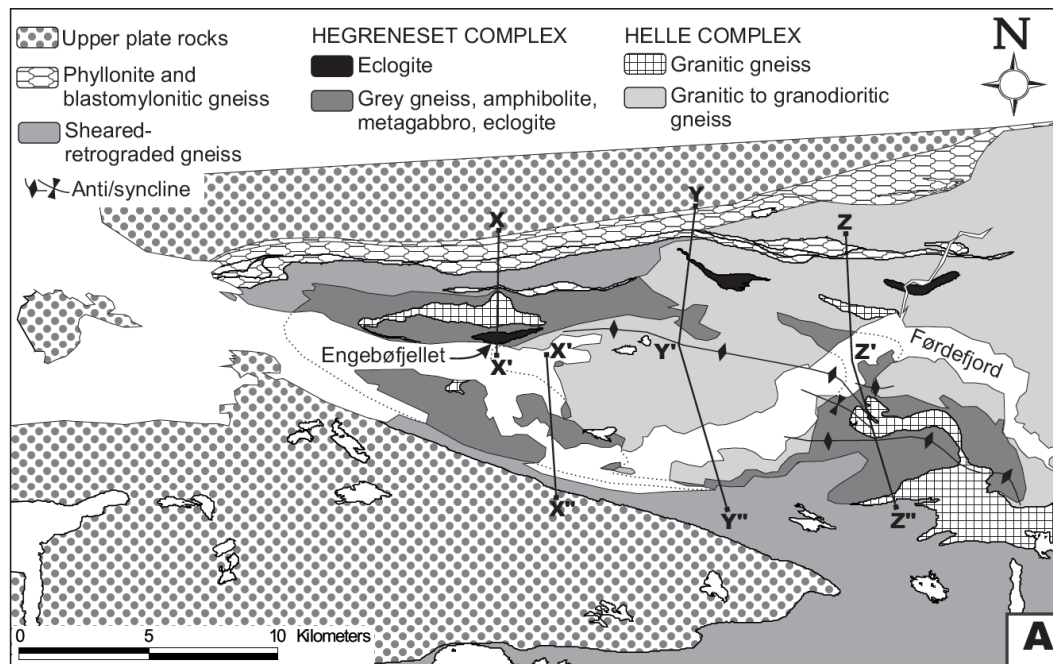 Upper plate rocks
Phyllonite and
blastomylonitic gneiss
Sheared-
retrograded gneiss
Anti/syncline
HEGRENESET COMPLEX
Eclogite
Grey gneiss, amphibolite,
metagabbro, eclogite
HELLE COMPLEX
Granitic gneiss
Granitic to granodioritic
gneiss
N
X
Y
Z
Engebøfjellet
X'
X'
Y'
Z'
Førdefjord
X"
Y"
Z"
0 5 10 Kilometers
A